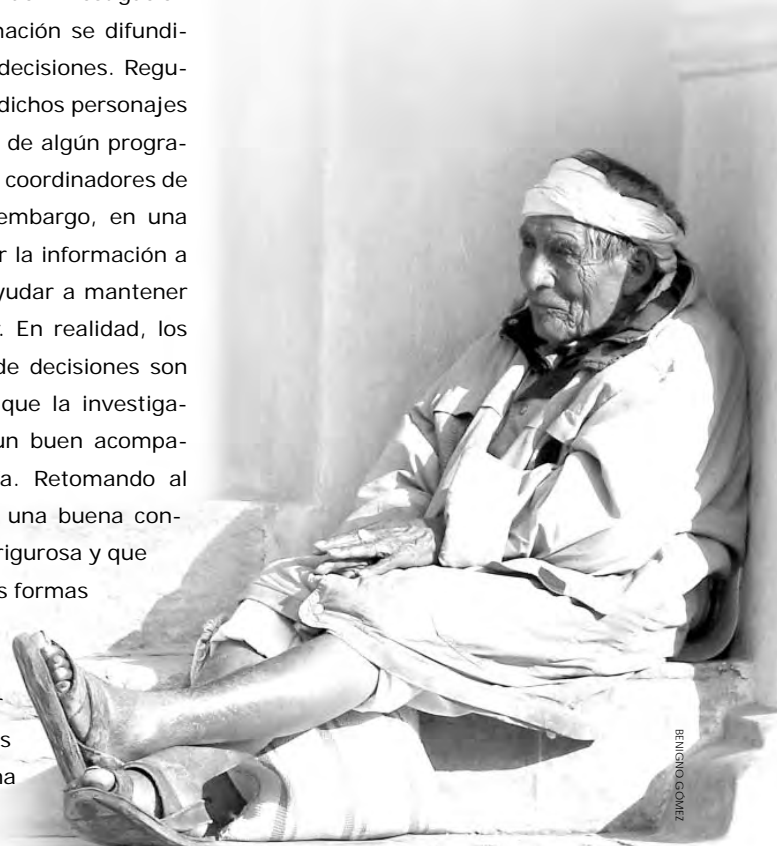 mación se difundi-
decisiones. Regu-
dichos personajes
de algún progra-
coordinadores de
embargo, en una
r la información a
yudar a mantener
En realidad, los
de decisiones son
que la investiga-
un buen acompa-
a. Retomando al
una buena con-
rigurosa y que
s formas
s
na
BENIGNO GÓMEZ